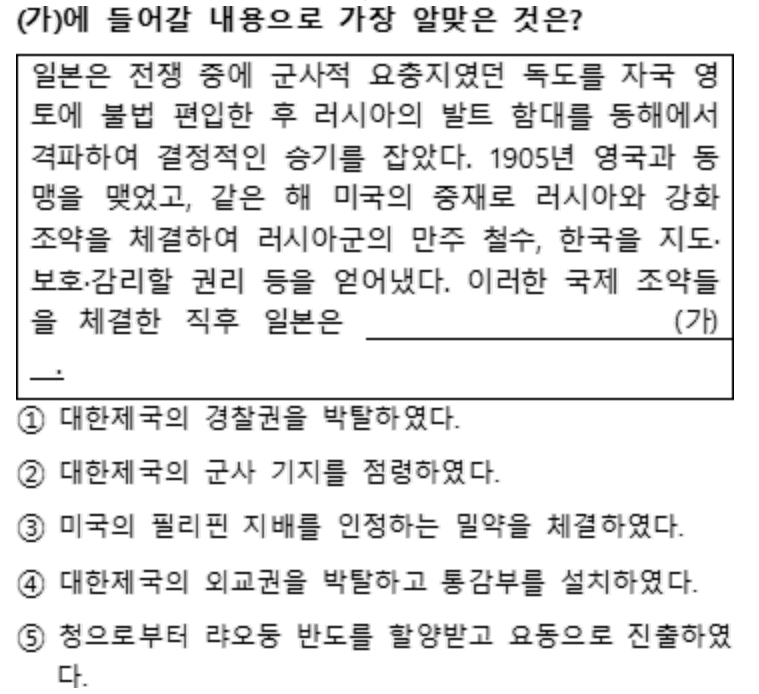 (가)에 들어갈 내용으로 가장 알맞은 것은?
일본은 전쟁 중에 군사적 요충지였던 독도를 자국 영
토에 불법 편입한 후 러시아의 발트 함대를 동해에서
격파하여 결정적인 승기를 잡았다. 1905년 영국과 동
맹을 맺었고, 같은 해 미국의 중재로 러시아와 강화
조약을 체결하여 러시아군의 만주 철수, 한국을 지도·
보호·감리할 권리 등을 얻어냈다. 이러한 국제 조약들
을 체결한 직후 일본은 ____________________ (가)
__.
① 대한제국의 경찰권을 박탈하였다.
② 대한제국의 군사 기지를 점령하였다.
③ 미국의 필리핀 지배를 인정하는 밀약을 체결하였다.
④ 대한제국의 외교권을 박탈하고 통감부를 설치하였다.
⑤ 청으로부터 랴오둥 반도를 할양받고 요동으로 진출하였
다.